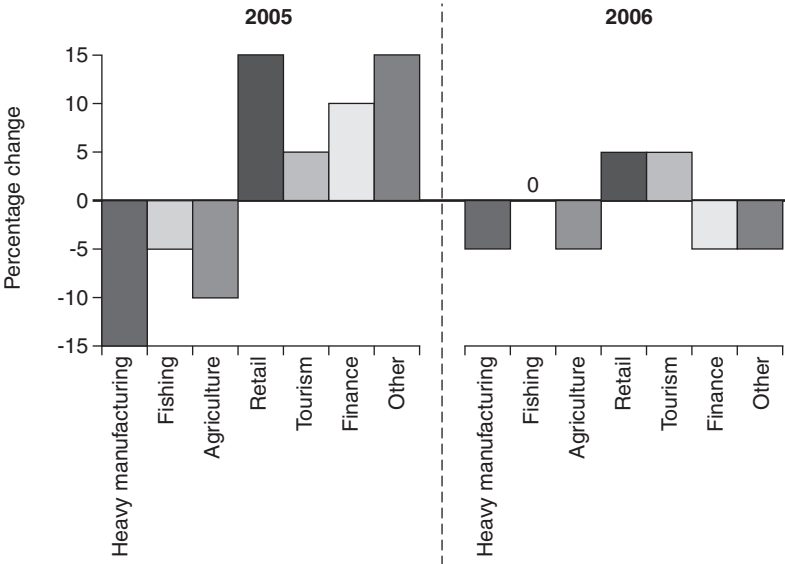 2005
2006
Percentage change
15
10
5
0
-5
-10
-15
0
Heavy manufacturing
Fishing
Agriculture
Retail
Tourism
Finance
Other
Heavy manufacturing
Fishing
Agriculture
Retail
Tourism
Finance
Other